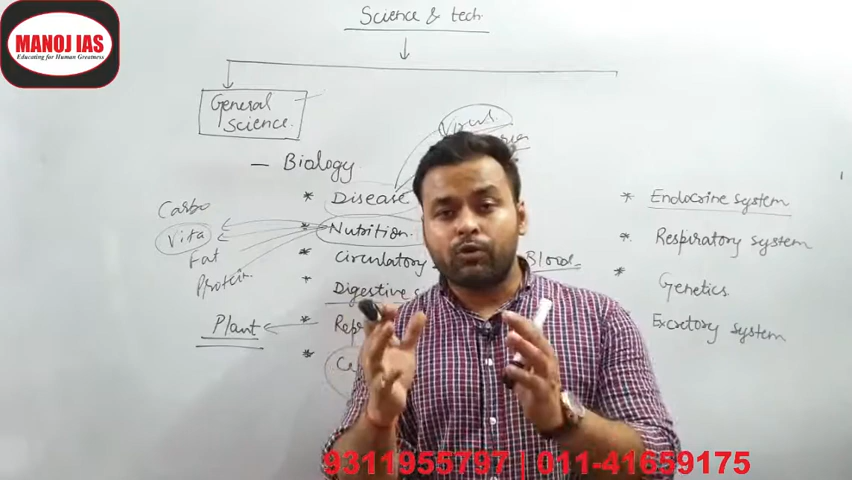 Science & tech
MANOJ IAS
Educating for Human Greatness
General
Science.
Virus.
— Biology
* Disease
Carbo
Vita
Fat
Protein
* Nutrition.
* Circulatory
Blood.
* Digestive
Plant
*
*
* Endocrine system
* Respiratory system
* Genetics.
Excretory system
9311955797 | 011-41659175